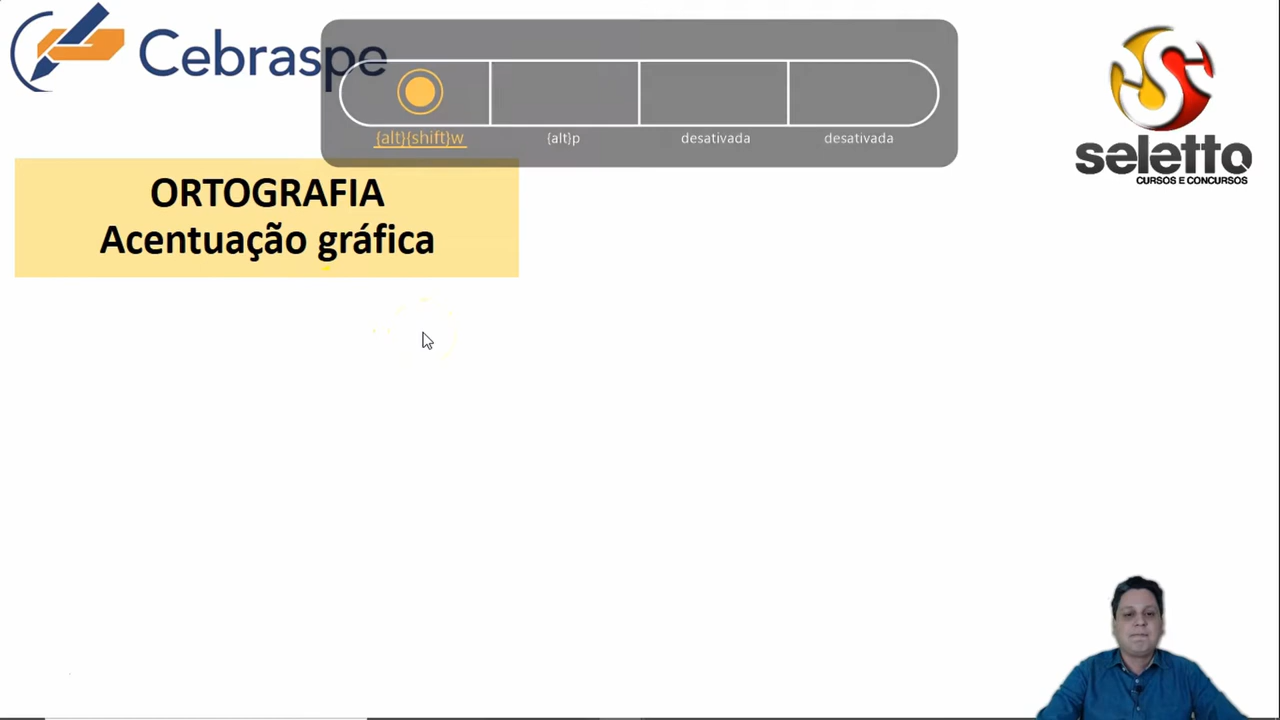 Cebraspe
{alt}{shift}w
{alt}p
desativada
desativada
seletto
CURSOS E CONCURSOS
ORTOGRAFIA
Acentuação gráfica